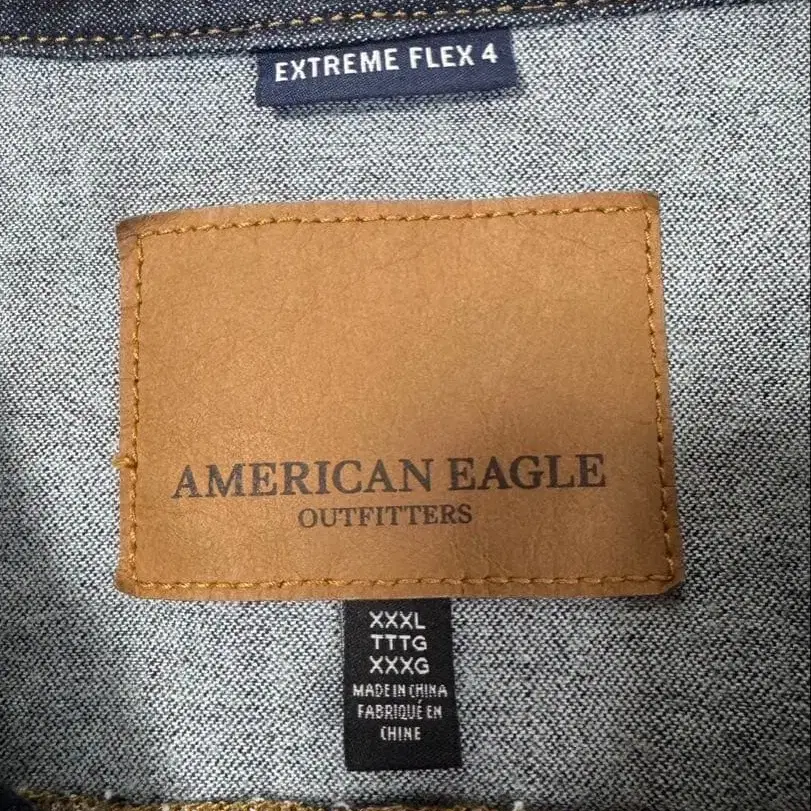 EXTREME FLEX 4
AMERICAN EAGLE
OUTFITTERS
XXXL
TTTG
XXXG
MADE IN CHINA
FABRIQUÉ EN
CHINE